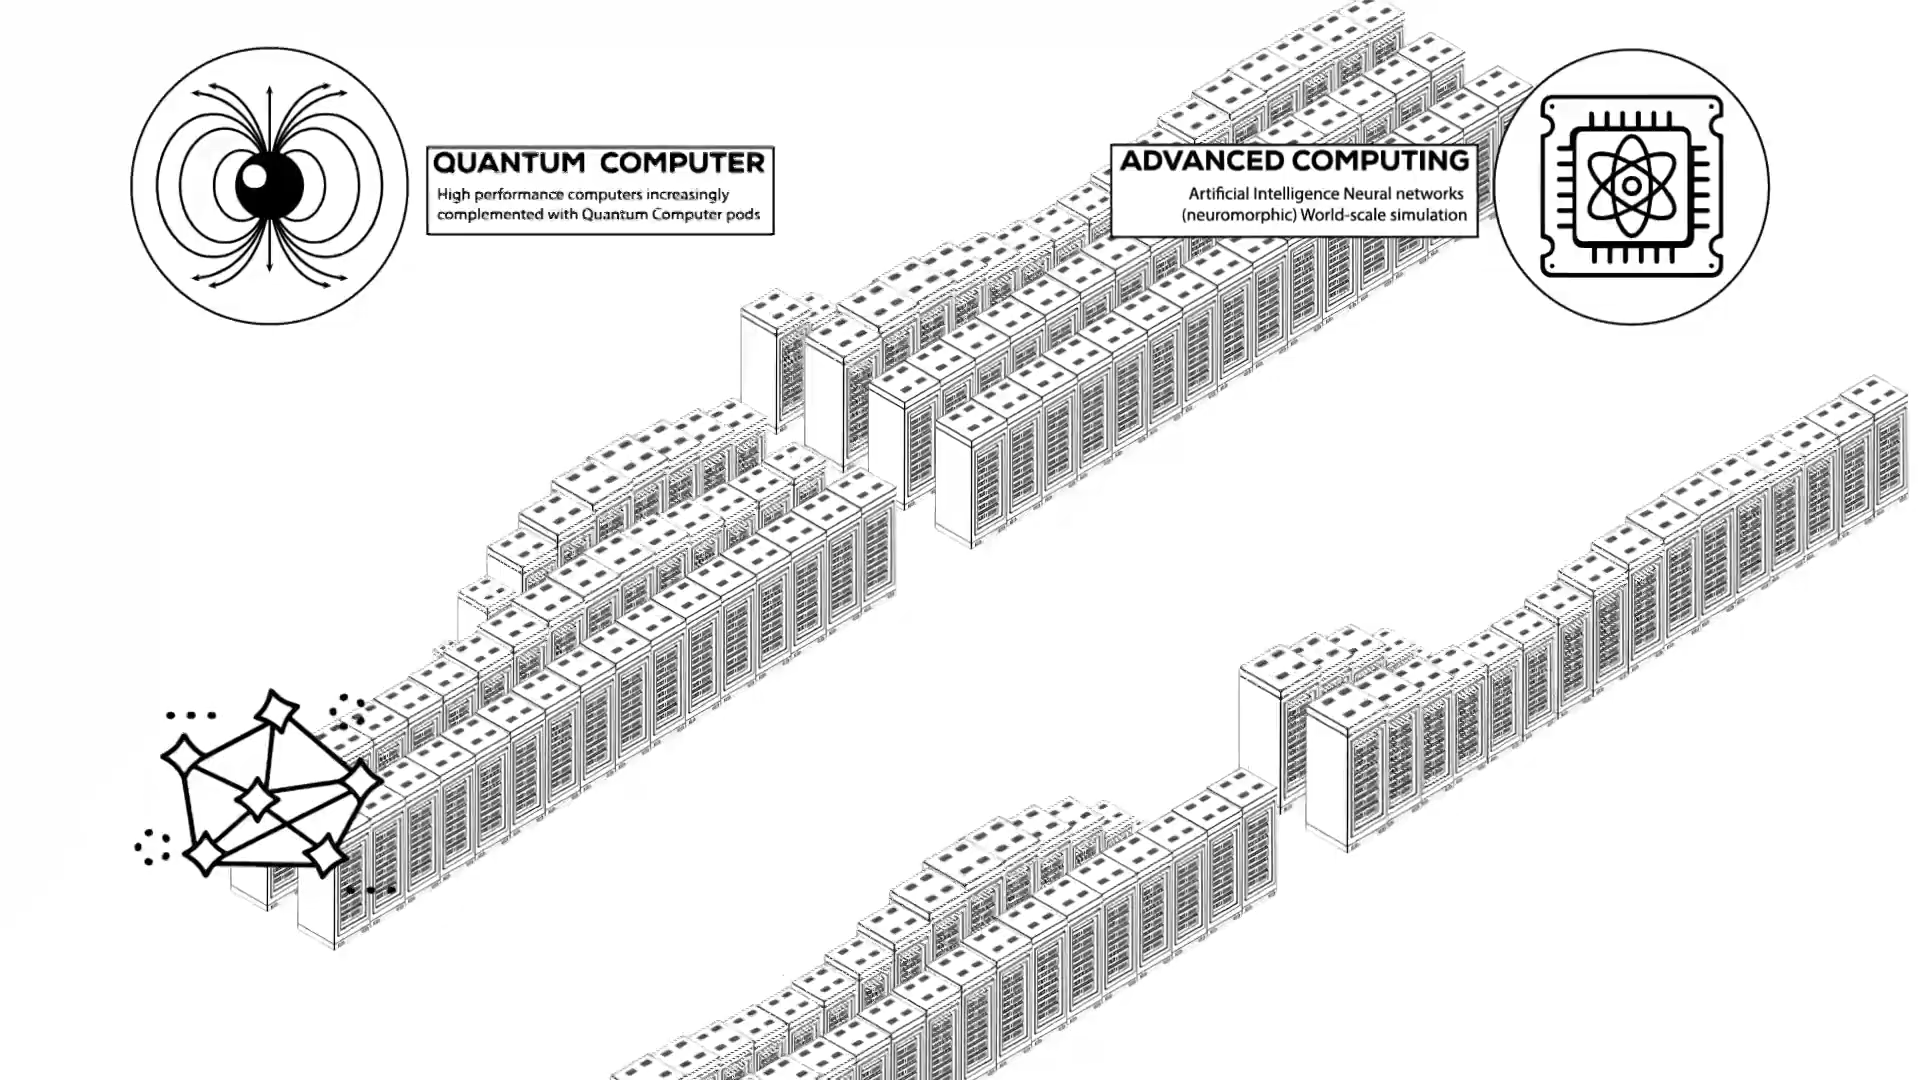 QUANTUM COMPUTER
High performance computers increasingly
complemented with Quantum Computer pods
ADVANCED COMPUTING
Artificial Intelligence Neural networks
(neuromorphic) World-scale simulation